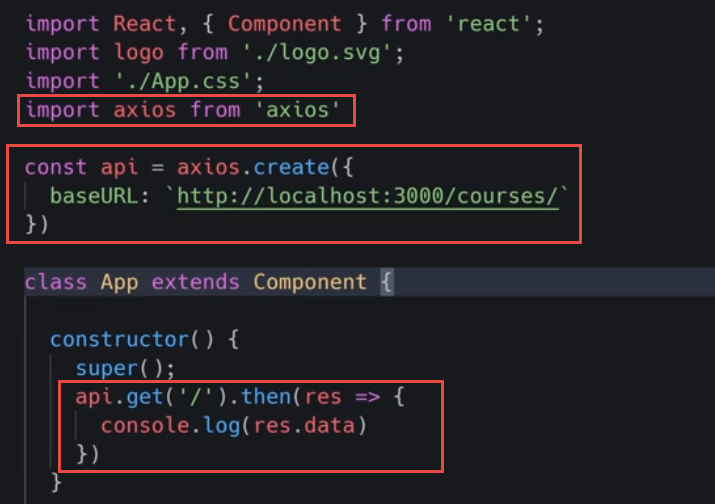 import React, { Component } from 'react';
import logo from './logo.svg';
import './App.css';
import axios from 'axios'
const api = axios.create({
baseURL: `http://localhost:3000/courses/`
})
class App extends Component {
constructor() {
super();
api.get('/').then(res => {
console.log(res.data)
})
}